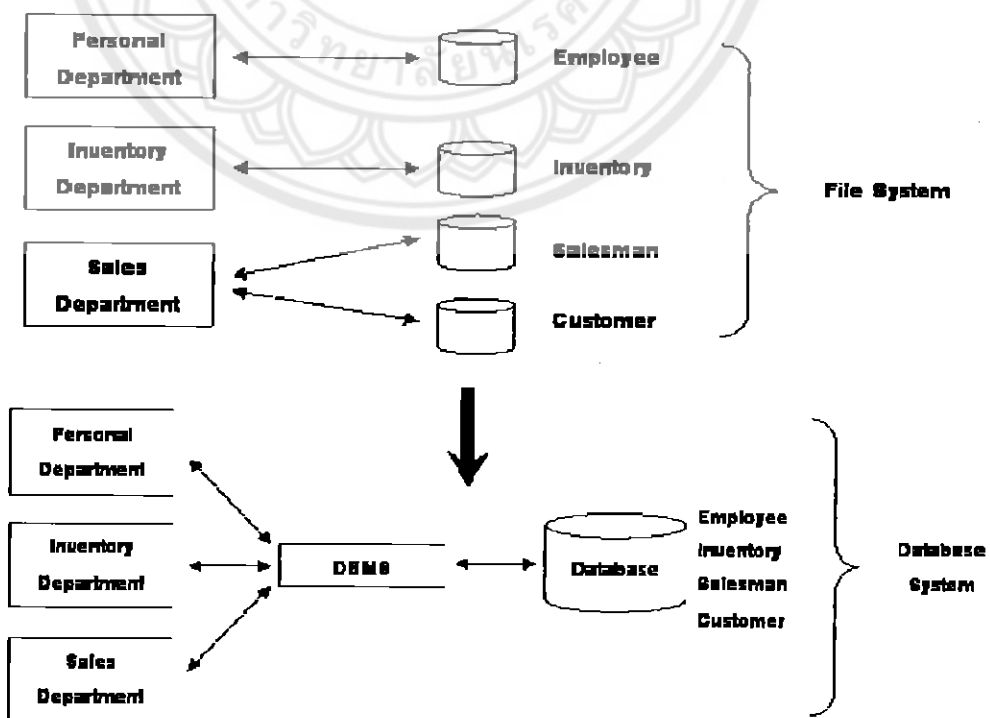 Personal
Department
Employee
Inventory
Department
Inventory
File System
Salesman
Sales
Department
Customer
Personal
Department
Employee
Inventory
Department
DBMS
Database
Inventory
Salesman
Customer
Database
System
Sales
Department